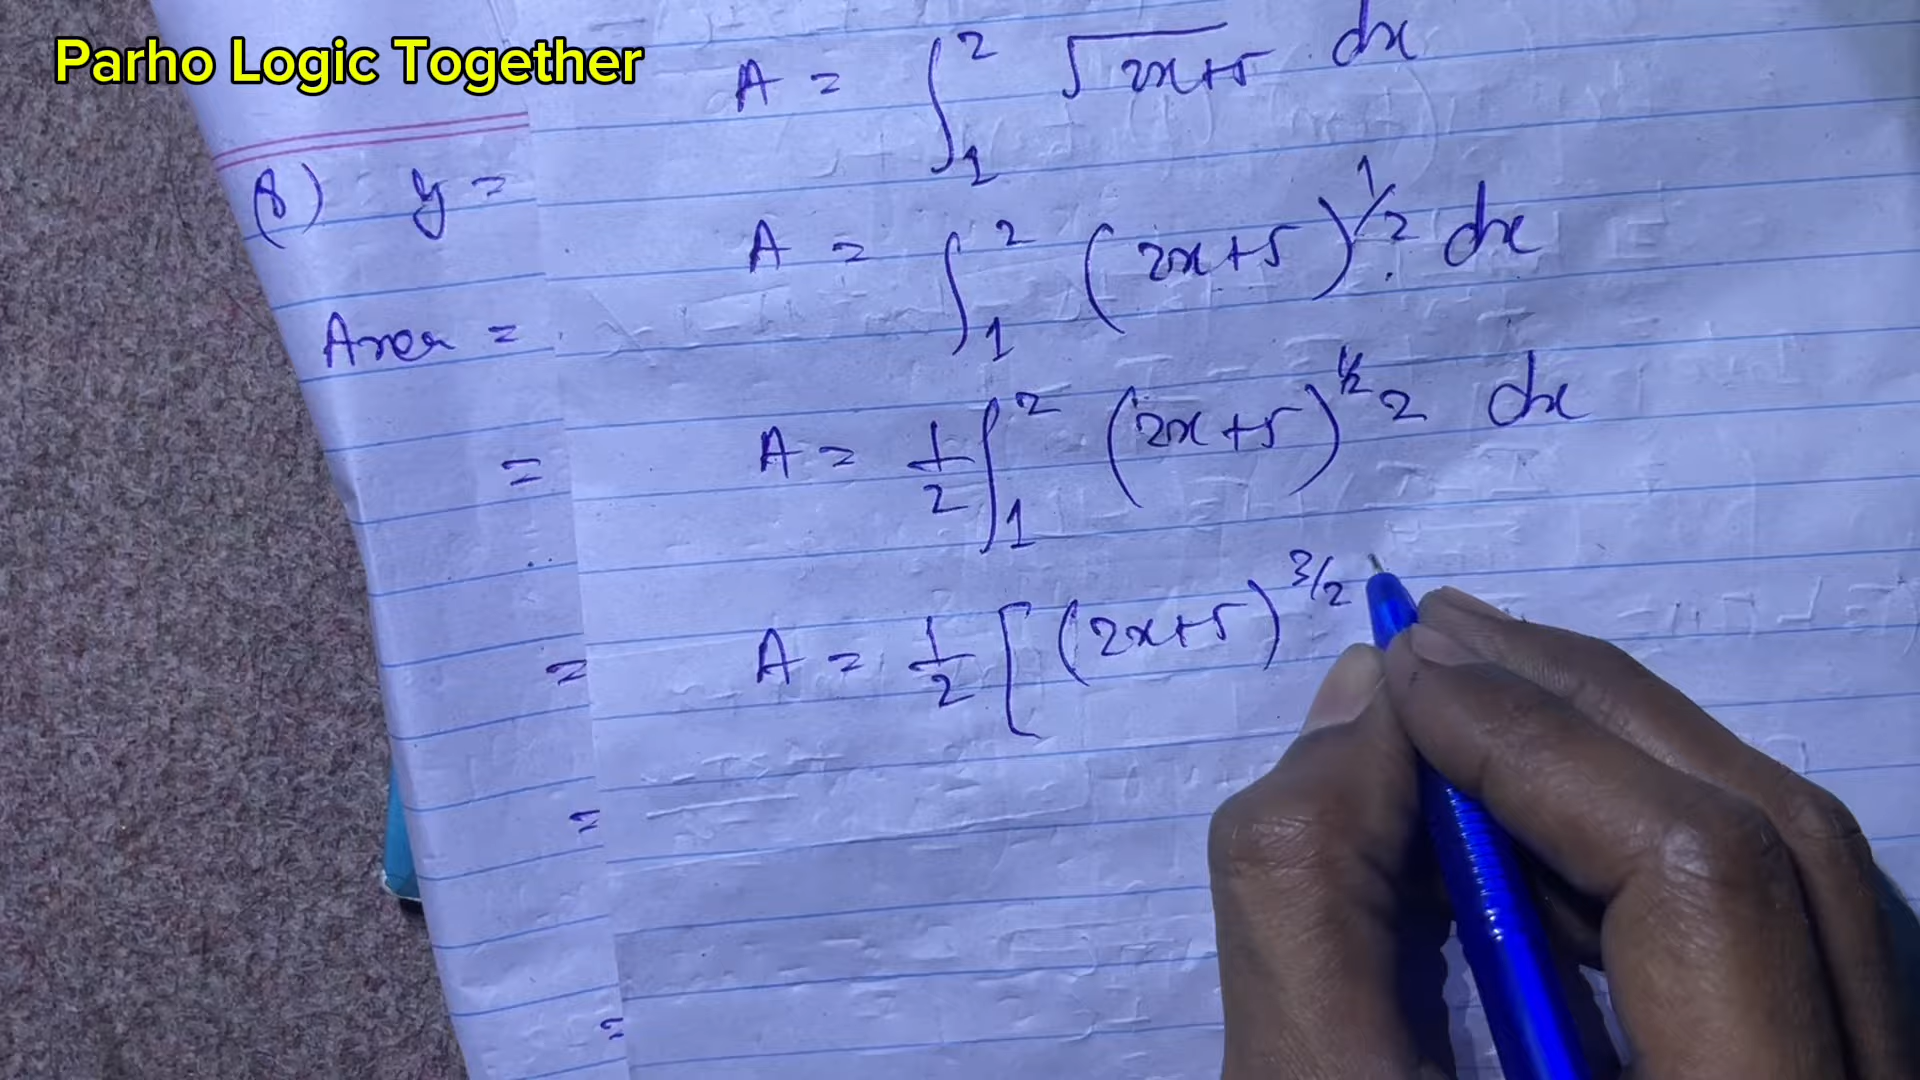 Parho Logic Together
A = ∫₁² √2x+5 dx
(8) y =
A = ∫₁² (2x+5)^1/2 . dx
Area =
A = 1/2 ∫₁² (2x+5)^1/2 2 dx
=
A = 1/2 [(2x+5)^3/2
=
=
=